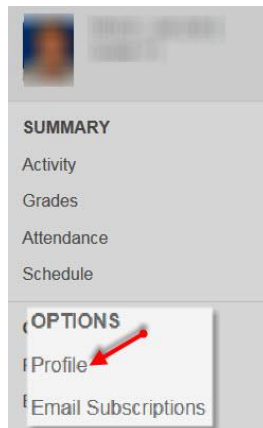 SUMMARY
Activity
Grades
Attendance
Schedule
OPTIONS
Profile
Email Subscriptions